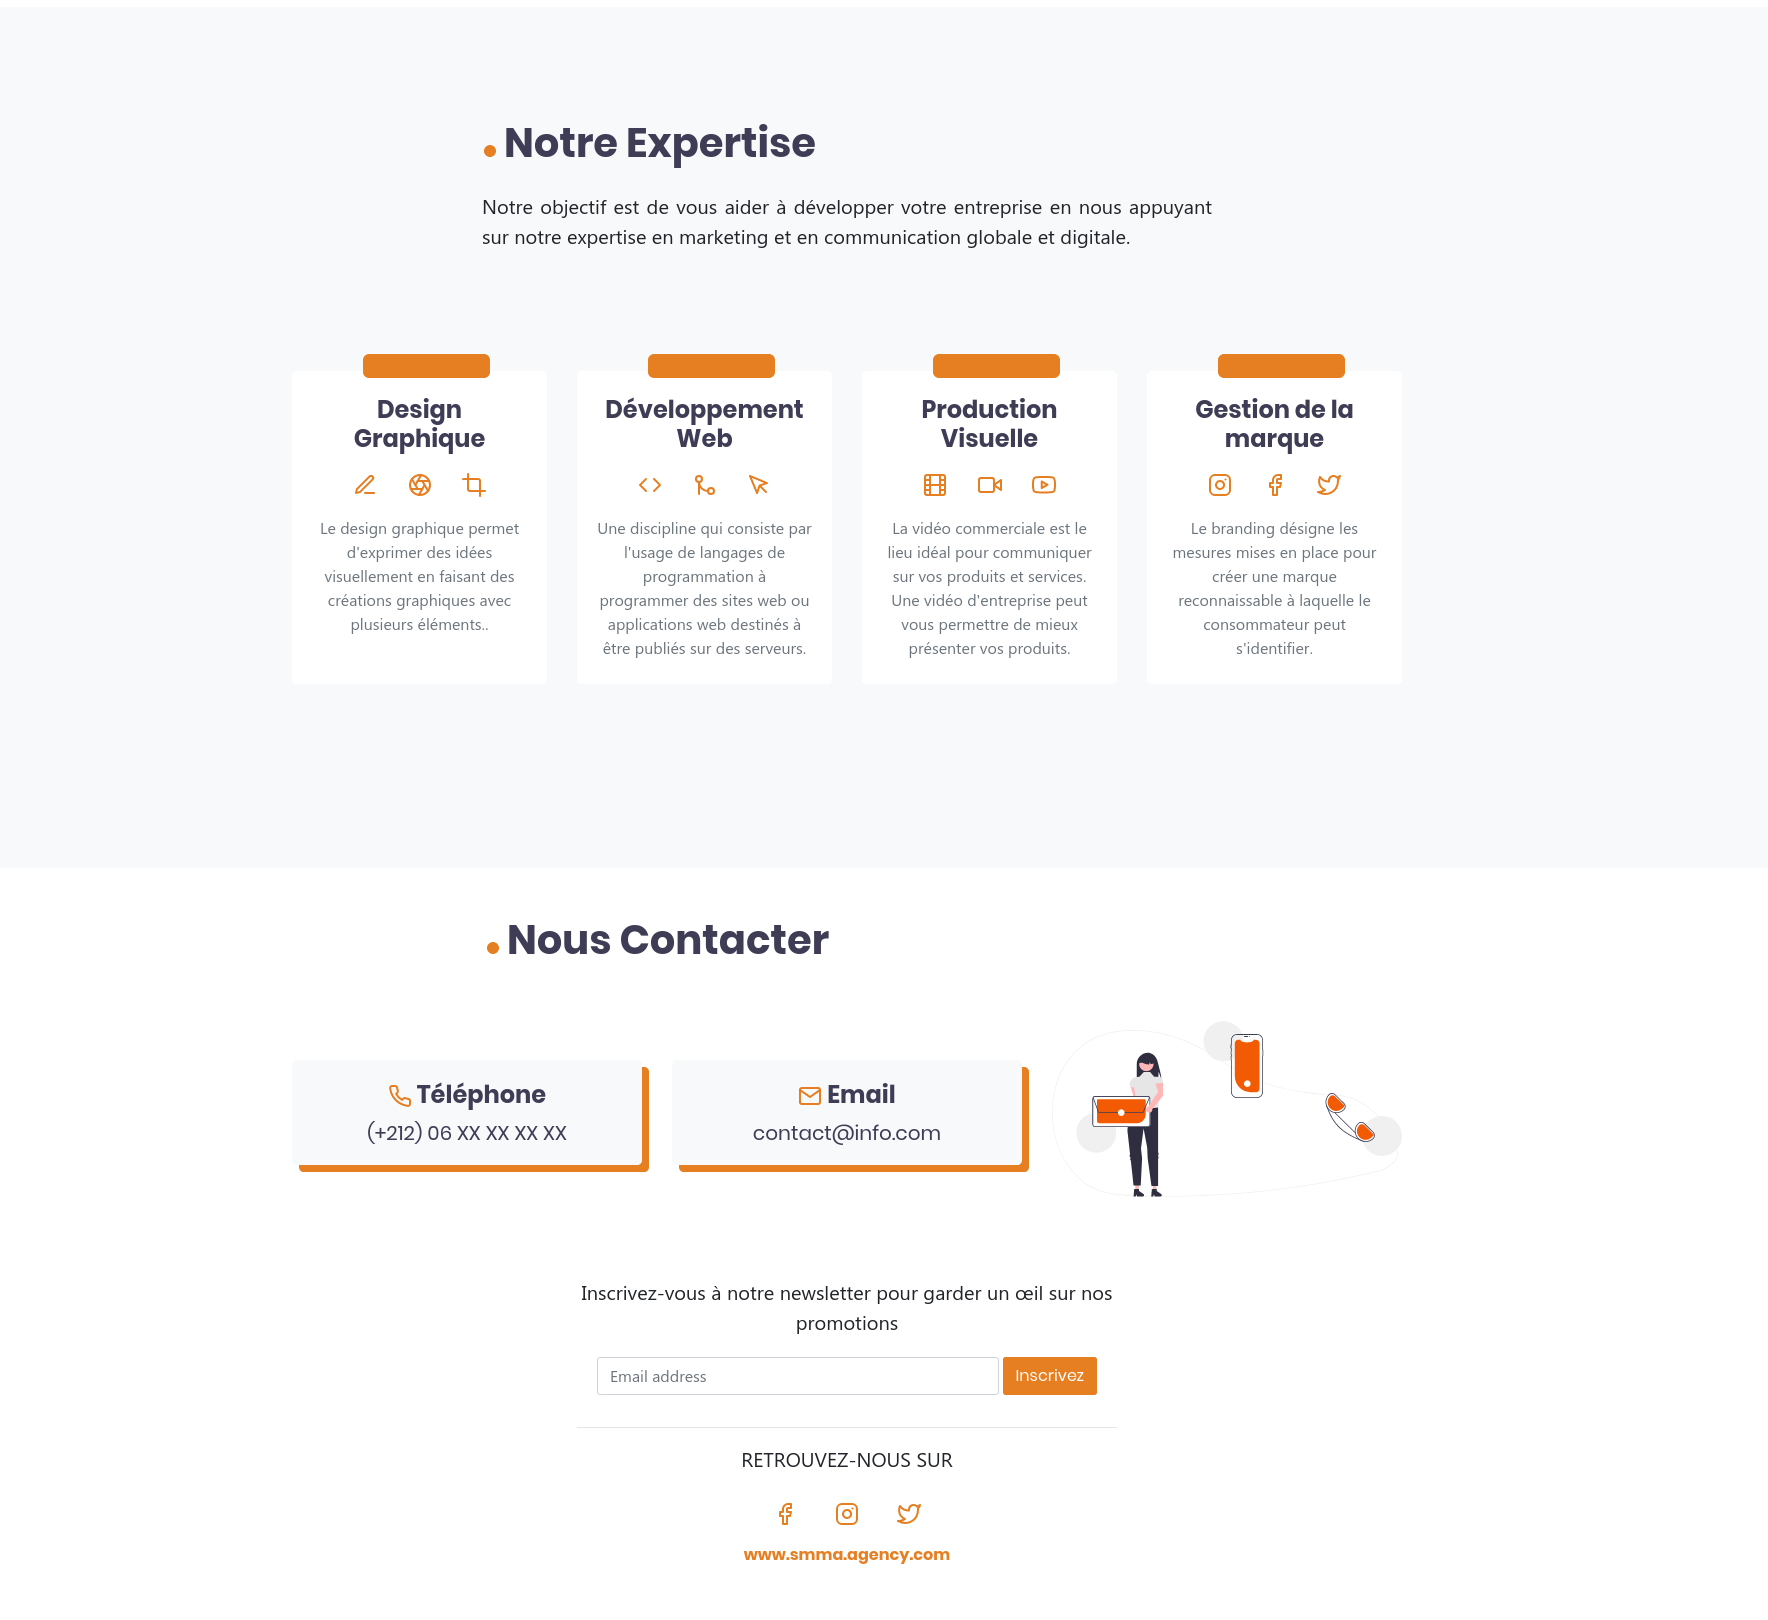 Notre Expertise
Notre objectif est de vous aider à développer votre entreprise en nous appuyant
sur notre expertise en marketing et en communication globale et digitale.
Design
Graphique
Le design graphique permet
d'exprimer des idées
visuellement en faisant des
créations graphiques avec
plusieurs éléments..
Développement
Web
Une discipline qui consiste par
l'usage de langages de
programmation à
programmer des sites web ou
applications web destinés à
être publiés sur des serveurs.
Production
Visuelle
La vidéo commerciale est le
lieu idéal pour communiquer
sur vos produits et services.
Une vidéo d'entreprise peut
vous permettre de mieux
présenter vos produits.
Gestion de la
marque
Le branding désigne les
mesures mises en place pour
créer une marque
reconnaissable à laquelle le
consommateur peut
s'identifier.
Nous Contacter
Téléphone
(+212) 06 XX XX XX XX
Email
contact@info.com
Inscrivez-vous à notre newsletter pour garder un œil sur nos
promotions
Email address
Inscrivez
RETROUVEZ-NOUS SUR
www.smma.agency.com